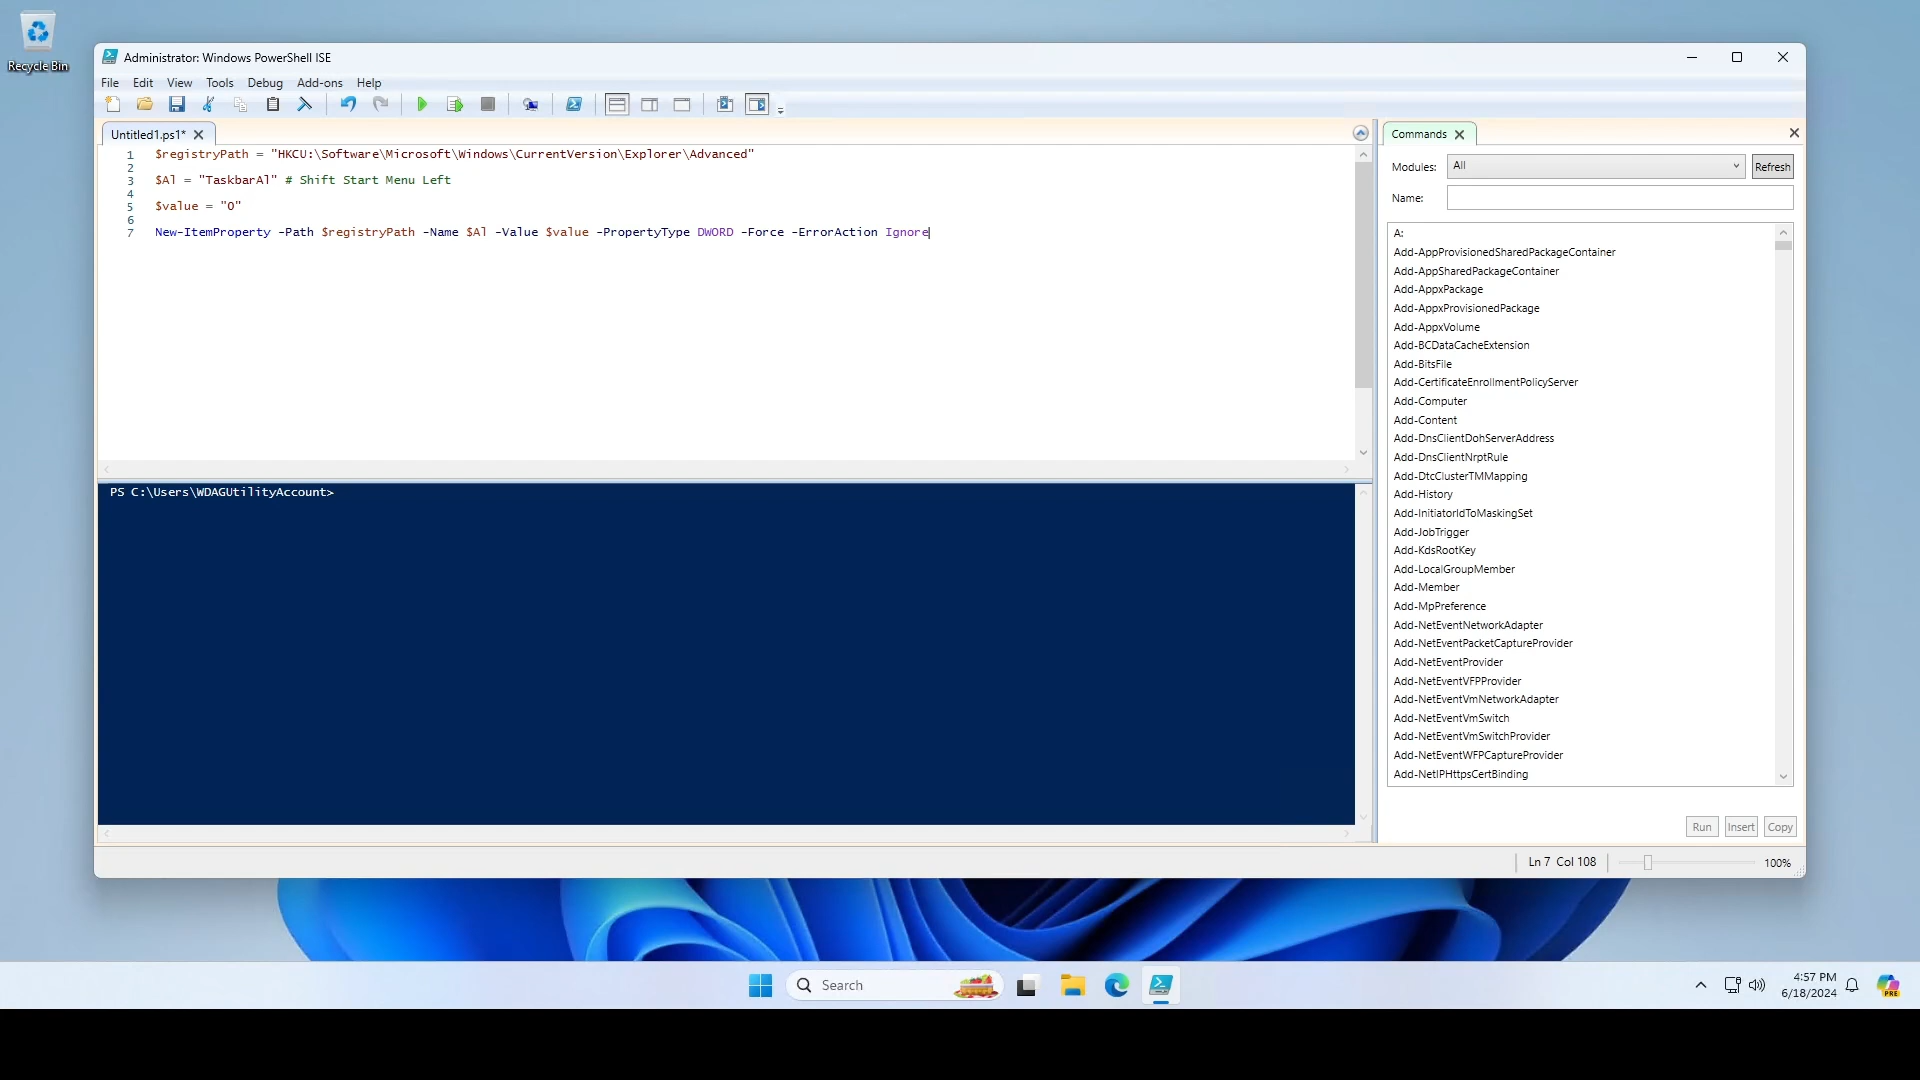 Recycle Bin
Administrator: Windows PowerShell ISE
File Edit View Tools Debug Add-ons Help
Untitled1.ps1*
1 $registryPath = "HKCU:\Software\Microsoft\Windows\CurrentVersion\Explorer\Advanced"
2
3 $Al = "TaskbarAl" # Shift Start Menu Left
4
5 $value = "0"
6
7 New-ItemProperty -Path $registryPath -Name $Al -Value $value -PropertyType DWORD -Force -ErrorAction Ignore
PS C:\Users\WDAGUtilityAccount>
Commands
Modules: All Refresh
Name:
A:
Add-AppProvisionedSharedPackageContainer
Add-AppSharedPackageContainer
Add-AppxPackage
Add-AppxProvisionedPackage
Add-AppxVolume
Add-BCDataCacheExtension
Add-BitsFile
Add-CertificateEnrollmentPolicyServer
Add-Computer
Add-Content
Add-DnsClientDohServerAddress
Add-DnsClientNrptRule
Add-DtcClusterTMMapping
Add-History
Add-InitiatorIdToMaskingSet
Add-JobTrigger
Add-KdsRootKey
Add-LocalGroupMember
Add-Member
Add-MpPreference
Add-NetEventNetworkAdapter
Add-NetEventPacketCaptureProvider
Add-NetEventProvider
Add-NetEventVFPProvider
Add-NetEventVmNetworkAdapter
Add-NetEventVmSwitch
Add-NetEventVmSwitchProvider
Add-NetEventWFPCaptureProvider
Add-NetIPHttpsCertBinding
Run Insert Copy
Ln 7 Col 108 100%
Search
4:57 PM
6/18/2024
PRE